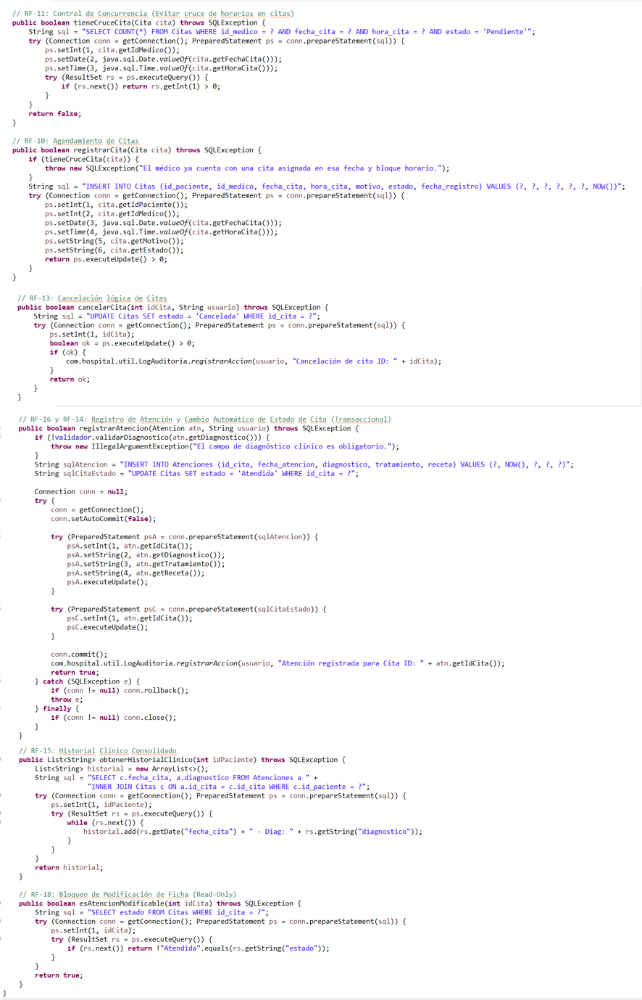 // RF-11: Control de Concurrencia (Evitar cruce de horarios en citas)
public boolean tieneCruceCita(Cita cita) throws SQLException {
    String sql = "SELECT COUNT(*) FROM Citas WHERE id_medico = ? AND fecha_cita = ? AND hora_cita = ? AND estado = 'Pendiente'";
    try (Connection conn = getConnection(); PreparedStatement ps = conn.prepareStatement(sql)) {
        ps.setInt(1, cita.getIdMedico());
        ps.setDate(2, java.sql.Date.valueOf(cita.getFechaCita()));
        ps.setTime(3, java.sql.Time.valueOf(cita.getHoraCita()));
        try (ResultSet rs = ps.executeQuery()) {
            if (rs.next()) return rs.getInt(1) > 0;
        }
    }
    return false;
}
// RF-10: Agendamiento de Citas
public boolean registrarCita(Cita cita) throws SQLException {
    if (tieneCruceCita(cita)) {
        throw new SQLException("El médico ya cuenta con una cita asignada en esa fecha y bloque horario.");
    }
    String sql = "INSERT INTO Citas (id_paciente, id_medico, fecha_cita, hora_cita, motivo, estado, fecha_registro) VALUES (?, ?, ?, ?, ?, ?, NOW())";
    try (Connection conn = getConnection(); PreparedStatement ps = conn.prepareStatement(sql)) {
        ps.setInt(1, cita.getIdPaciente());
        ps.setInt(2, cita.getIdMedico());
        ps.setDate(3, java.sql.Date.valueOf(cita.getFechaCita()));
        ps.setTime(4, java.sql.Time.valueOf(cita.getHoraCita()));
        ps.setString(5, cita.getMotivo());
        ps.setString(6, cita.getEstado());
        return ps.executeUpdate() > 0;
    }
}
// RF-13: Cancelación lógica de Citas
public boolean cancelarCita(int idCita, String usuario) throws SQLException {
    String sql = "UPDATE Citas SET estado = 'Cancelada' WHERE id_cita = ?";
    try (Connection conn = getConnection(); PreparedStatement ps = conn.prepareStatement(sql)) {
        ps.setInt(1, idCita);
        boolean ok = ps.executeUpdate() > 0;
        if (ok) {
            com.hospital.util.LogAuditoria.registrarAccion(usuario, "Cancelación de cita ID: " + idCita);
        }
        return ok;
    }
}
// RF-16 y RF-14: Registro de Atención y Cambio Automático de Estado de Cita (Transaccional)
public boolean registrarAtencion(Atencion atn, String usuario) throws SQLException {
    if (!validador.validarDiagnostico(atn.getDiagnostico())) {
        throw new IllegalArgumentException("El campo de diagnóstico clínico es obligatorio.");
    }
    String sqlAtencion = "INSERT INTO Atenciones (id_cita, fecha_atencion, diagnostico, tratamiento, receta) VALUES (?, NOW(), ?, ?, ?)";
    String sqlCitaEstado = "UPDATE Citas SET estado = 'Atendida' WHERE id_cita = ?";
    Connection conn = null;
    try {
        conn = getConnection();
        conn.setAutoCommit(false);
        try (PreparedStatement psA = conn.prepareStatement(sqlAtencion)) {
            psA.setInt(1, atn.getIdCita());
            psA.setString(2, atn.getDiagnostico());
            psA.setString(3, atn.getTratamiento());
            psA.setString(4, atn.getReceta());
            psA.executeUpdate();
        }
        try (PreparedStatement psC = conn.prepareStatement(sqlCitaEstado)) {
            psC.setInt(1, atn.getIdCita());
            psC.executeUpdate();
        }
        conn.commit();
        com.hospital.util.LogAuditoria.registrarAccion(usuario, "Atención registrada para Cita ID: " + atn.getIdCita());
        return true;
    } catch (SQLException e) {
        if (conn != null) conn.rollback();
        throw e;
    } finally {
        if (conn != null) conn.close();
    }
}
// RF-15: Historial Clínico Consolidado
public List<String> obtenerHistorialClinico(int idPaciente) throws SQLException {
    List<String> historial = new ArrayList<>();
    String sql = "SELECT c.fecha_cita, a.diagnostico FROM Atenciones a " +
                 "INNER JOIN Citas c ON a.id_cita = c.id_cita WHERE c.id_paciente = ?";
    try (Connection conn = getConnection(); PreparedStatement ps = conn.prepareStatement(sql)) {
        ps.setInt(1, idPaciente);
        try (ResultSet rs = ps.executeQuery()) {
            while (rs.next()) {
                historial.add(rs.getDate("fecha_cita") + " - Diag: " + rs.getString("diagnostico"));
            }
        }
    }
    return historial;
}
// RF-18: Bloqueo de Modificación de Ficha (Read-Only)
public boolean esAtencionModificable(int idCita) throws SQLException {
    String sql = "SELECT estado FROM Citas WHERE id_cita = ?";
    try (Connection conn = getConnection(); PreparedStatement ps = conn.prepareStatement(sql)) {
        ps.setInt(1, idCita);
        try (ResultSet rs = ps.executeQuery()) {
            if (rs.next()) return !"Atendida".equals(rs.getString("estado"));
        }
    }
    return true;
}
}